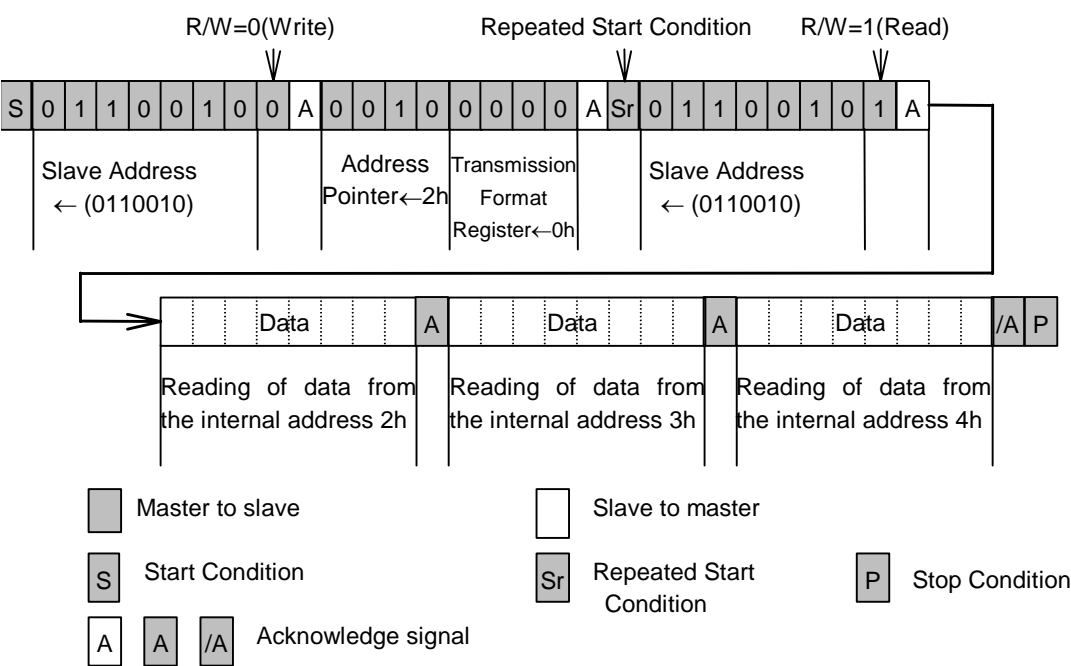 R/W=0(Write) Repeated Start Condition R/W=1(Read)
S 0 1 1 0 0 1 0 0 A 0 0 1 0 0 0 0 0 A Sr 0 1 1 0 0 1 0 1 A
Slave Address
← (0110010)
Address
Pointer←2h
Transmission
Format
Register←0h
Slave Address
← (0110010)
Data A Data A Data /A P
Reading of data from
the internal address 2h
Reading of data from
the internal address 3h
Reading of data from
the internal address 4h
Master to slave
Slave to master
S Start Condition
Sr Repeated Start
Condition
P Stop Condition
A A /A Acknowledge signal